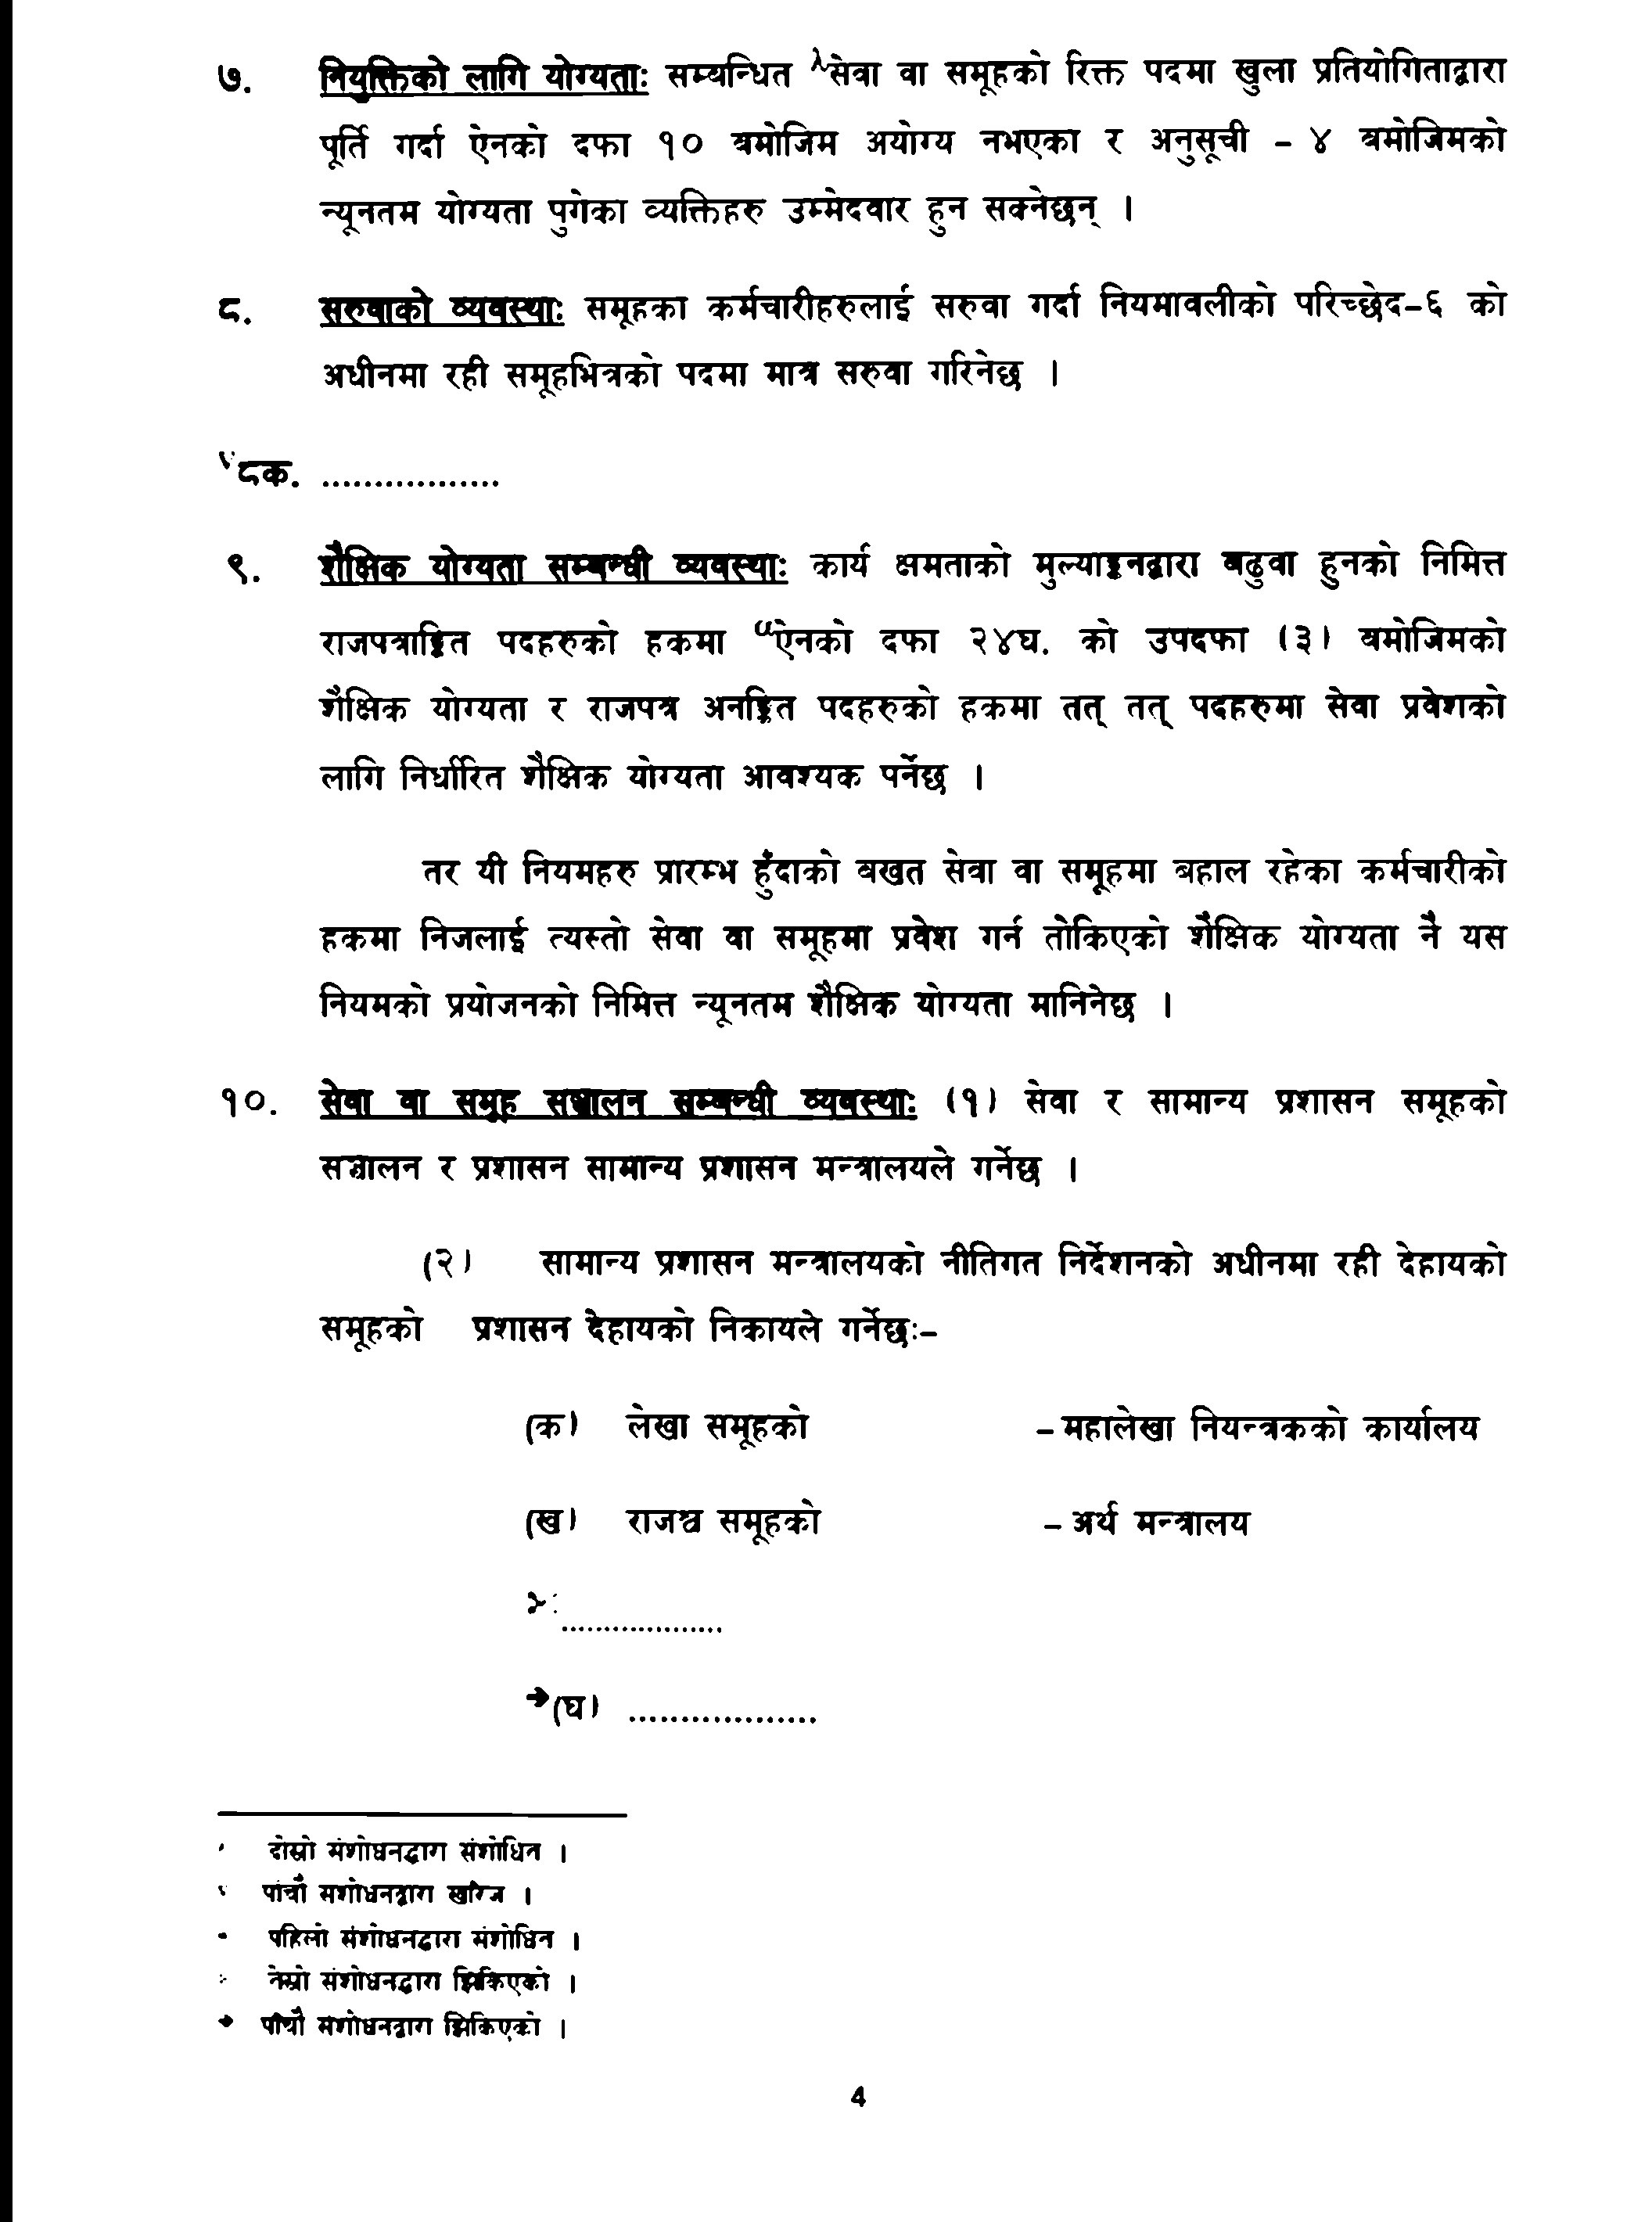 ७. नियुक्तिको लागि योग्यताः सम्बन्धित सेवा वा समूहको रिक्त पदमा खुला प्रतियोगिताद्वारा
पूर्ति गर्दा ऐनको दफा १० बमोजिम अयोग्य नभएका र अनुसूची - ४ बमोजिमको
न्यूनतम योग्यता पुगेका व्यक्तिहरु उम्मेदवार हुन सक्नेछन् ।
८. सरुवाको व्यवस्थाः समूहका कर्मचारीहरुलाई सरुवा गर्दा नियमावलीको परिच्छेद-६ को
अधीनमा रही समूहभित्रको पदमा मात्र सरुवा गरिनेछ ।
८क. .................
९. शैक्षिक योग्यता सम्बन्धी व्यवस्थाः कार्य क्षमताको मुल्याङ्कनद्वारा बढुवा हुनको निमित्त
राजपत्राङ्कित पदहरुको हकमा ऐनको दफा २४घ. को उपदफा (३) बमोजिमको
शैक्षिक योग्यता र राजपत्र अनङ्कित पदहरुको हकमा तत् तत् पदहरुमा सेवा प्रवेशको
लागि निर्धारित शैक्षिक योग्यता आवश्यक पर्नेछ ।
तर यी नियमहरु प्रारम्भ हुँदाको बखत सेवा वा समूहमा बहाल रहेका कर्मचारीको
हकमा निजलाई त्यस्तो सेवा वा समूहमा प्रवेश गर्न तोकिएको शैक्षिक योग्यता नै यस
नियमको प्रयोजनको निमित्त न्यूनतम शैक्षिक योग्यता मानिनेछ ।
१०. सेवा वा समुह सञ्चालन सम्बन्धी व्यवस्थाः (१) सेवा र सामान्य प्रशासन समूहको
सञ्चालन र प्रशासन सामान्य प्रशासन मन्त्रालयले गर्नेछ ।
(२) सामान्य प्रशासन मन्त्रालयको नीतिगत निर्देशनको अधीनमा रही देहायको
समूहको प्रशासन देहायको निकायले गर्नेछः-
(क) लेखा समूहको - महालेखा नियन्त्रकको कार्यालय
(ख) राजश्व समूहको - अर्थ मन्त्रालय
...................
➔(घ) ..................
दोस्रो संशोधनद्वारा संशोधित ।
पाँचौं संशोधनद्वारा खारेज ।
पहिलो संशोधनद्वारा संशोधित ।
तेस्रो संशोधनद्वारा झिकिएको ।
➔ पाँचौं संशोधनद्वारा झिकिएको ।
4